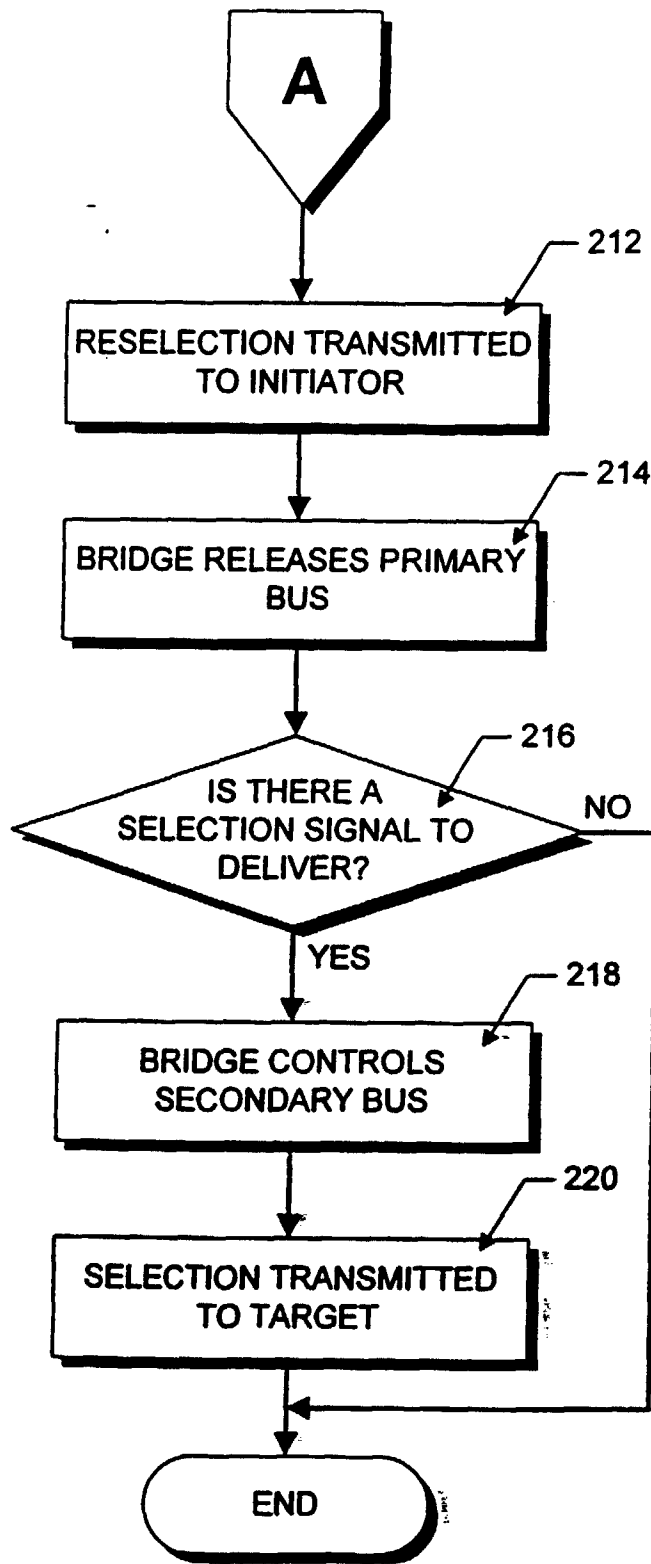 A
212
RESELECTION TRANSMITTED
TO INITIATOR
214
BRIDGE RELEASES PRIMARY
BUS
216
IS THERE A
SELECTION SIGNAL TO
DELIVER?
NO
YES
218
BRIDGE CONTROLS
SECONDARY BUS
220
SELECTION TRANSMITTED
TO TARGET
END